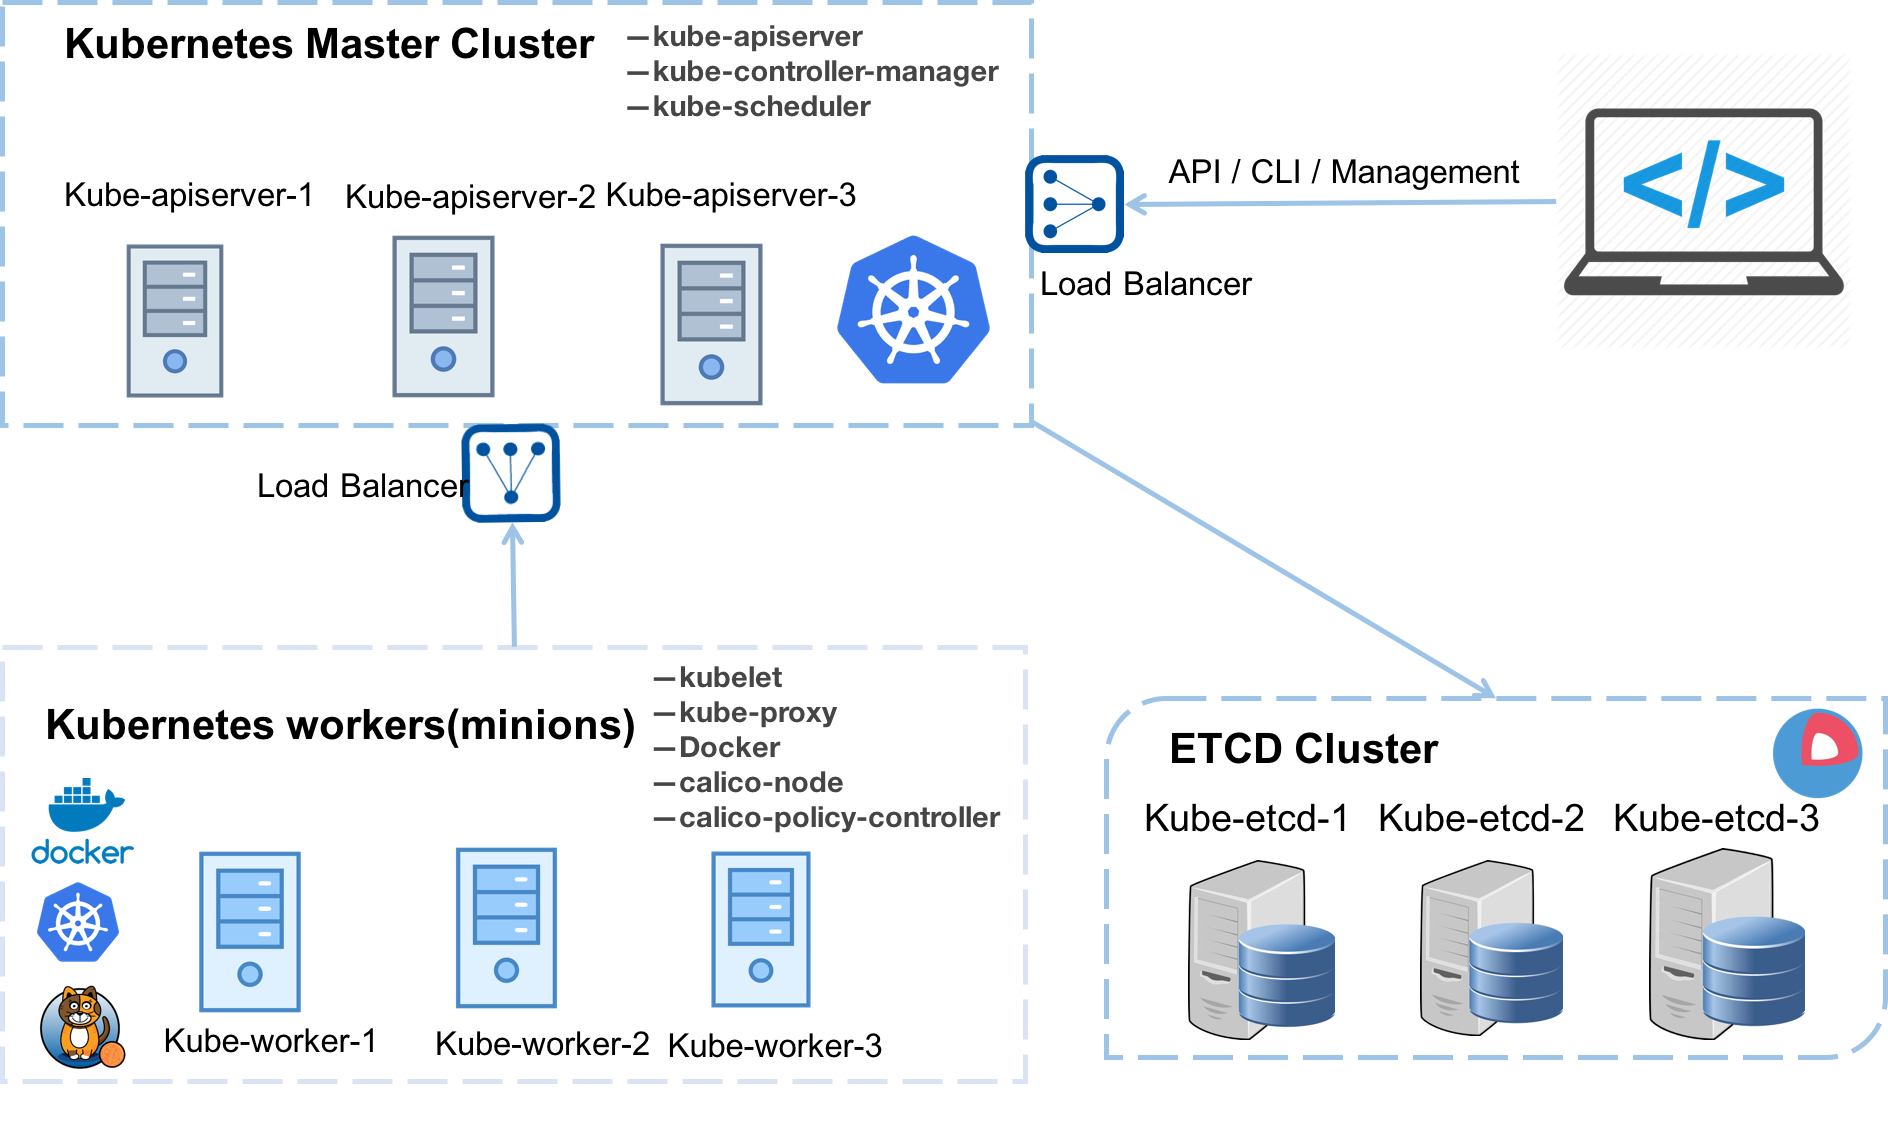 Kubernetes Master Cluster
—kube-apiserver
—kube-controller-manager
—kube-scheduler
Kube-apiserver-1
Kube-apiserver-2
Kube-apiserver-3
API / CLI / Management
</>
Load Balancer
Load Balancer
Kubernetes workers(minions)
—kubelet
—kube-proxy
—Docker
—calico-node
—calico-policy-controller
docker
Kube-worker-1
Kube-worker-2
Kube-worker-3
ETCD Cluster
Kube-etcd-1
Kube-etcd-2
Kube-etcd-3